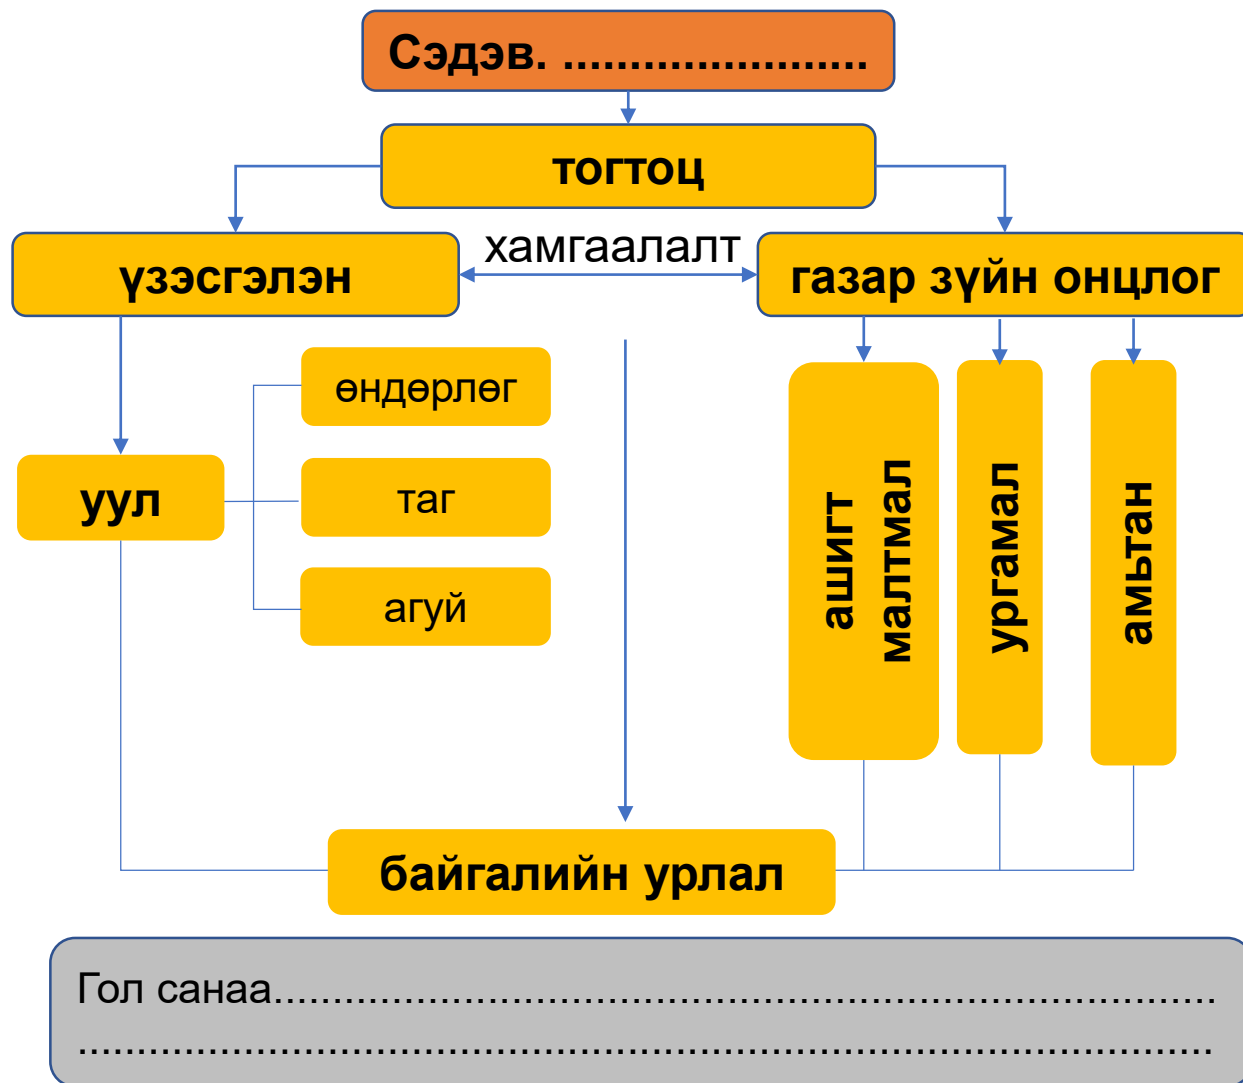 Сэдэв. .......................
тогтоц
үзэсгэлэн
хамгаалалт
газар зүйн онцлог
өндөрлөг
уул
таг
агуй
ашигт
малтмал
ургамал
амьтан
байгалийн урлал
Гол санаа................................................................................
................................................................................................